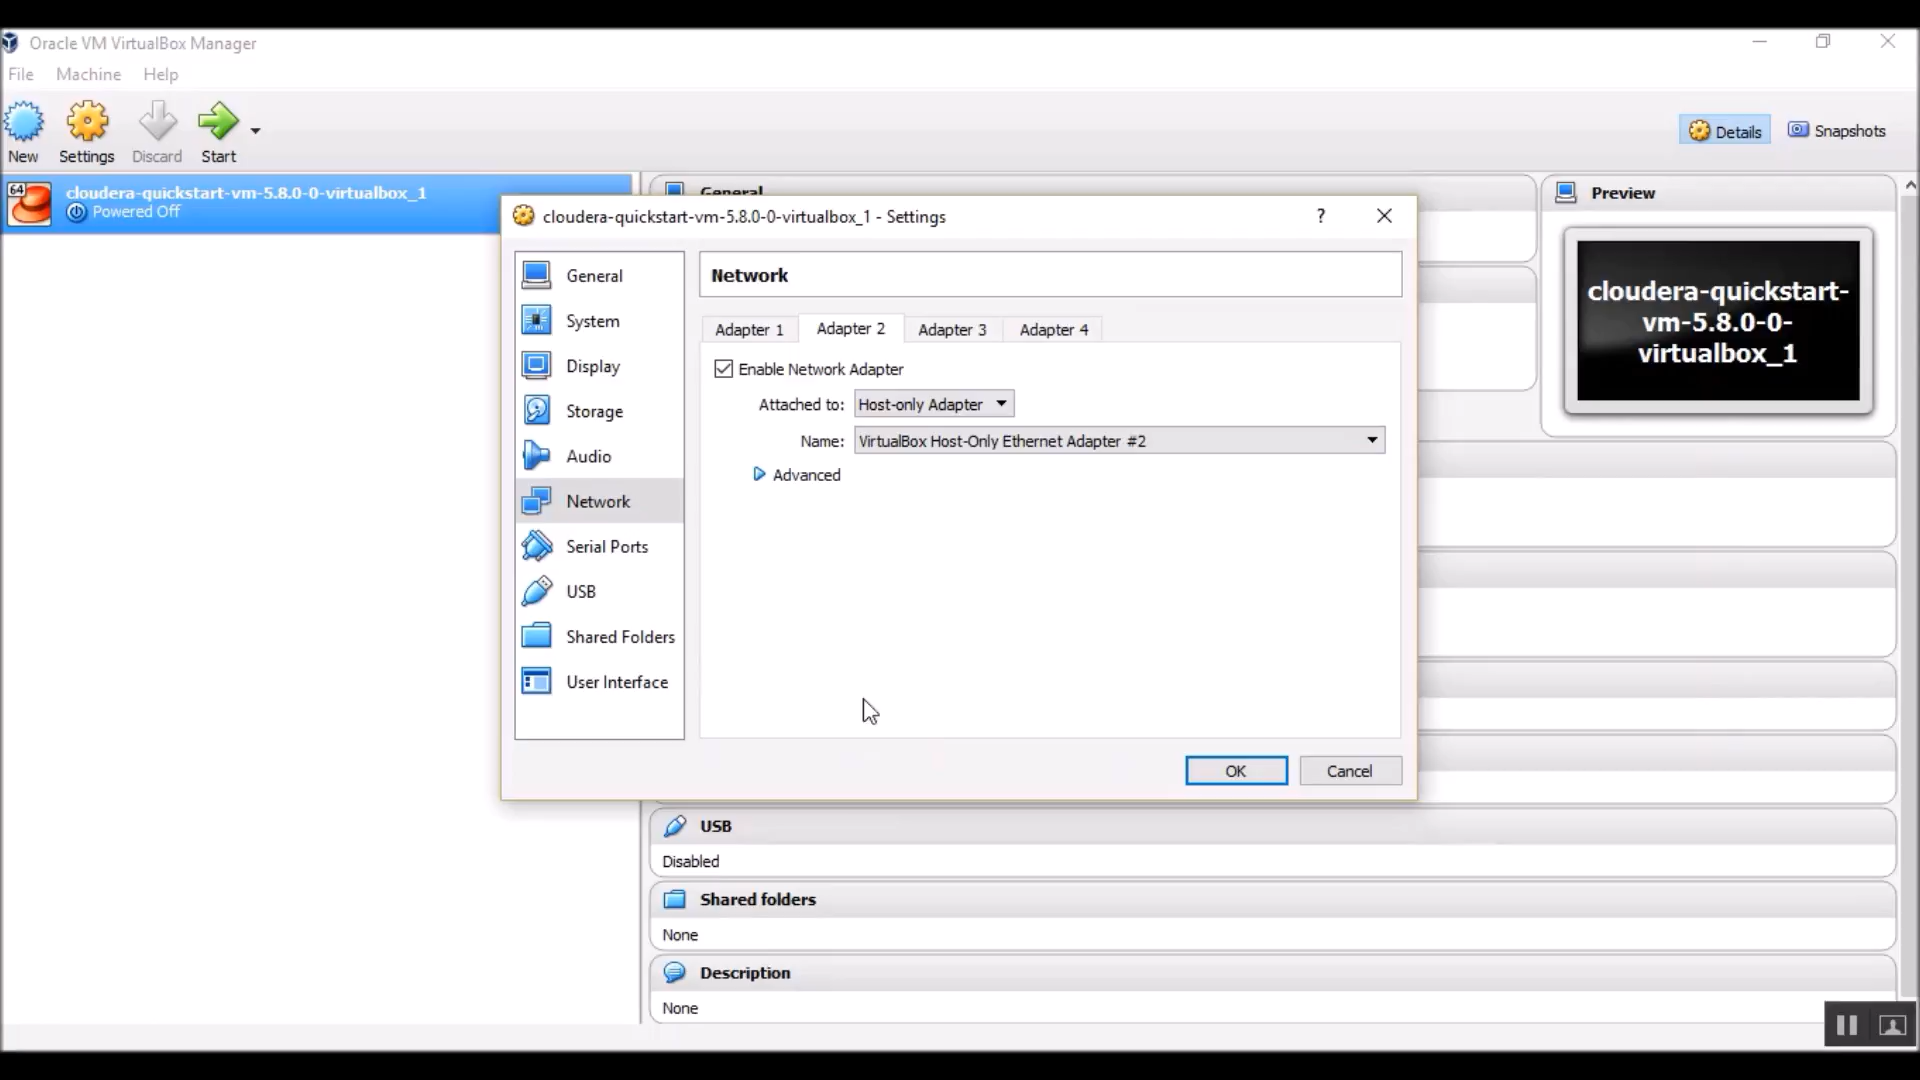 Oracle VM VirtualBox Manager
File Machine Help
New Settings Discard Start
Details Snapshots
64
cloudera-quickstart-vm-5.8.0-0-virtualbox_1
Powered Off
General
Preview
cloudera-quickstart-
vm-5.8.0-0-
virtualbox_1
cloudera-quickstart-vm-5.8.0-0-virtualbox_1 - Settings ?
General
System
Display
Storage
Audio
Network
Serial Ports
USB
Shared Folders
User Interface
Network
Adapter 1 Adapter 2 Adapter 3 Adapter 4
Enable Network Adapter
Attached to: Host-only Adapter
Name: VirtualBox Host-Only Ethernet Adapter #2
Advanced
OK Cancel
USB
Disabled
Shared folders
None
Description
None